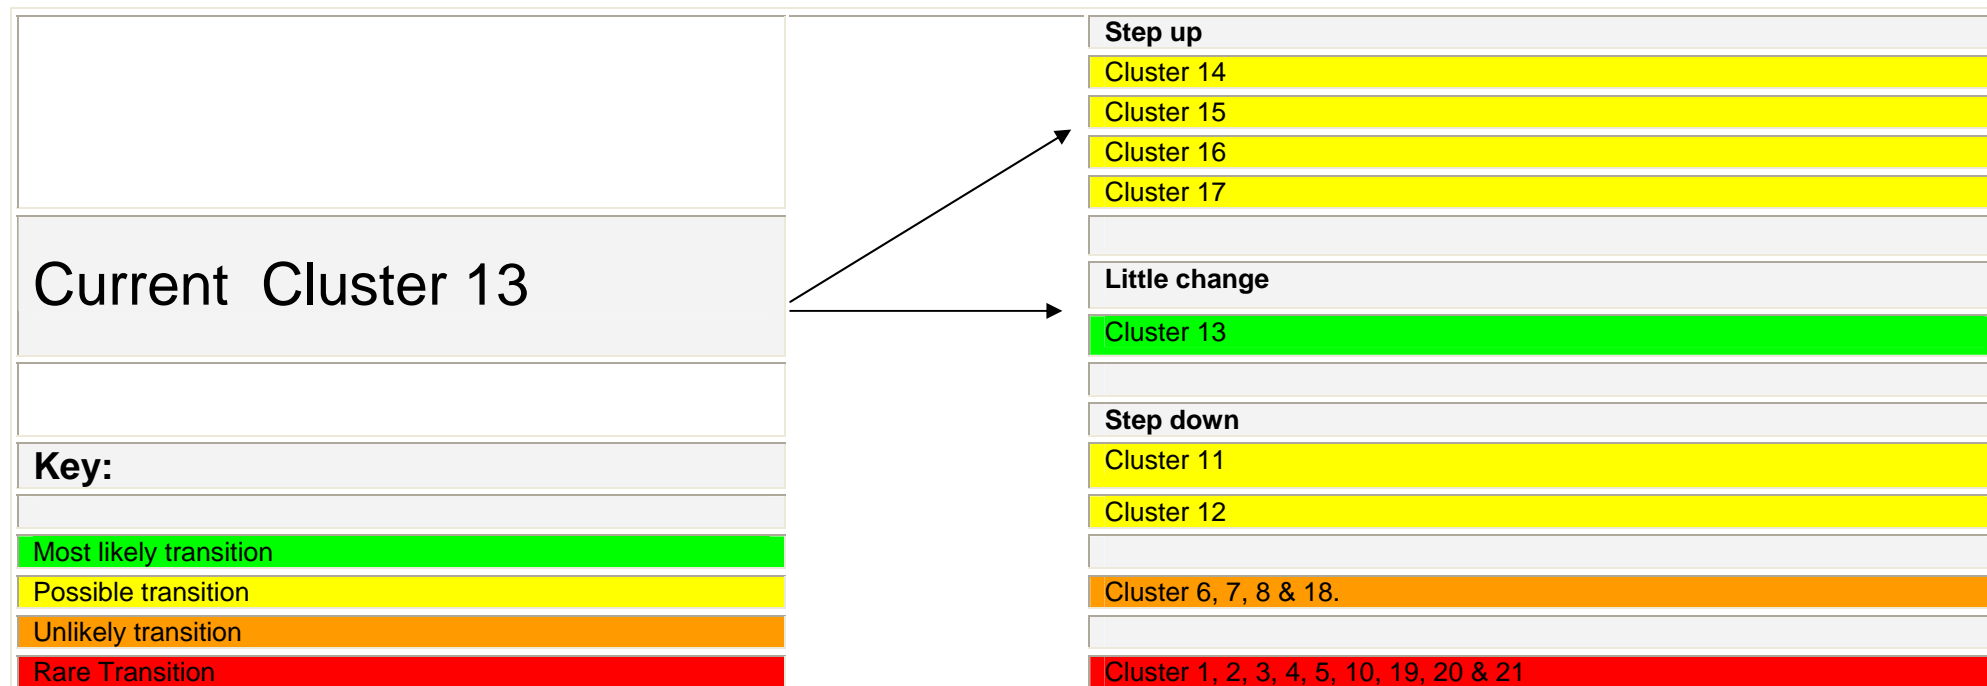 Step up
Cluster 14
Cluster 15
Cluster 16
Cluster 17
Current  Cluster 13
Little change
Cluster 13
Step down
Key:
Cluster 11
Cluster 12
Most likely transition
Possible transition
Cluster 6, 7, 8 & 18.
Unlikely transition
Rare Transition
Cluster 1, 2, 3, 4, 5, 10, 19, 20 & 21